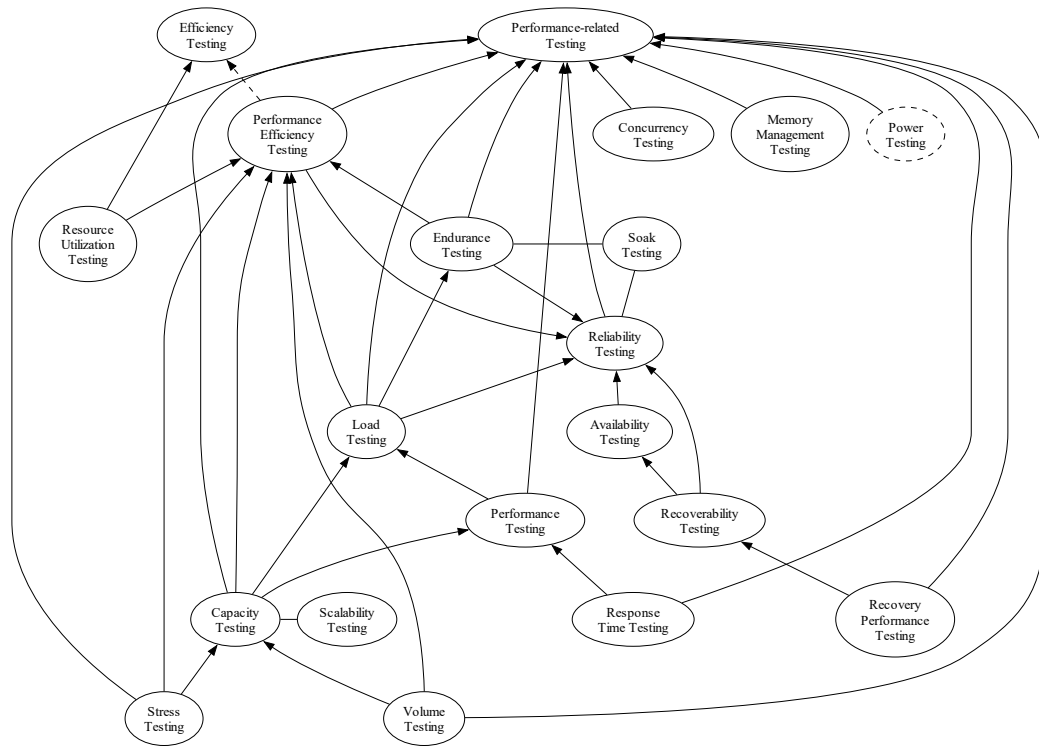 Efficiency
Testing
Performance-related
Testing
Performance
Efficiency
Testing
Concurrency
Testing
Memory
Management
Testing
Power
Testing
Resource
Utilization
Testing
Endurance
Testing
Soak
Testing
Reliability
Testing
Load
Testing
Availability
Testing
Performance
Testing
Recoverability
Testing
Capacity
Testing
Scalability
Testing
Response
Time Testing
Recovery
Performance
Testing
Stress
Testing
Volume
Testing